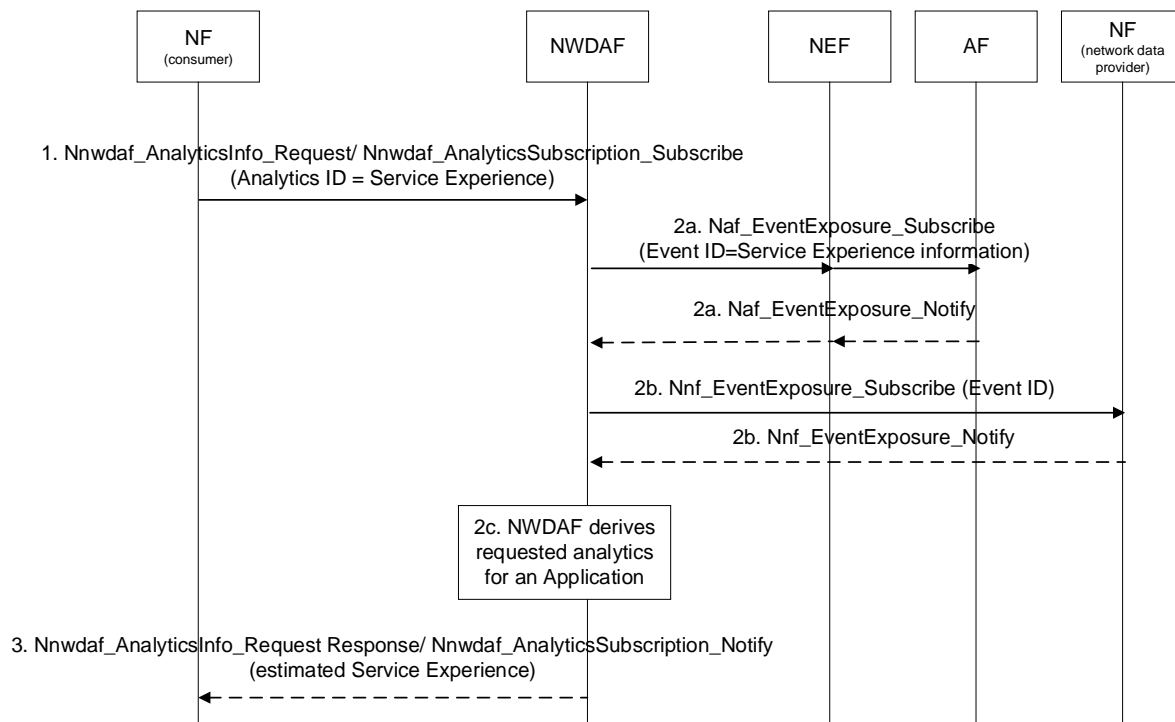 NF
(consumer)
NWDAF
NEF
AF
NF
(network data
provider)
1. Nnwdaf_AnalyticsInfo_Request/ Nnwdaf_AnalyticsSubscription_Subscribe
(Analytics ID = Service Experience)
2a. Naf_EventExposure_Subscribe
(Event ID=Service Experience information)
2a. Naf_EventExposure_Notify
2b. Nnf_EventExposure_Subscribe (Event ID)
2b. Nnf_EventExposure_Notify
2c. NWDAF derives
requested analytics
for an Application
3. Nnwdaf_AnalyticsInfo_Request Response/ Nnwdaf_AnalyticsSubscription_Notify
(estimated Service Experience)